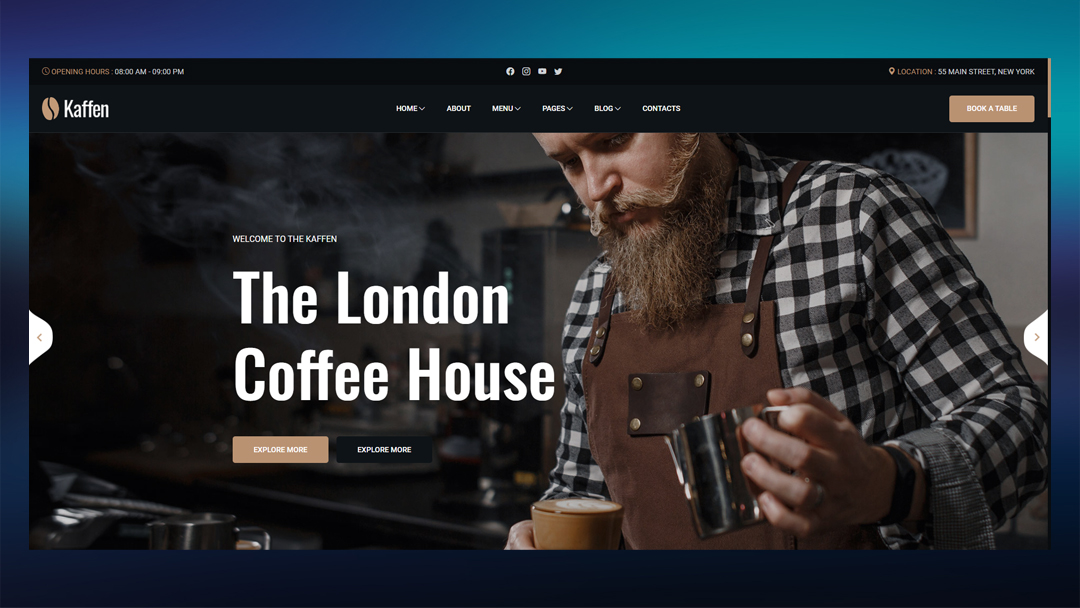 OPENING HOURS : 08:00 AM - 09:00 PM
LOCATION : 55 MAIN STREET, NEW YORK
Kaffen
HOME
ABOUT
MENU
PAGES
BLOG
CONTACTS
BOOK A TABLE
WELCOME TO THE KAFFEN
The London
Coffee House
EXPLORE MORE
EXPLORE MORE